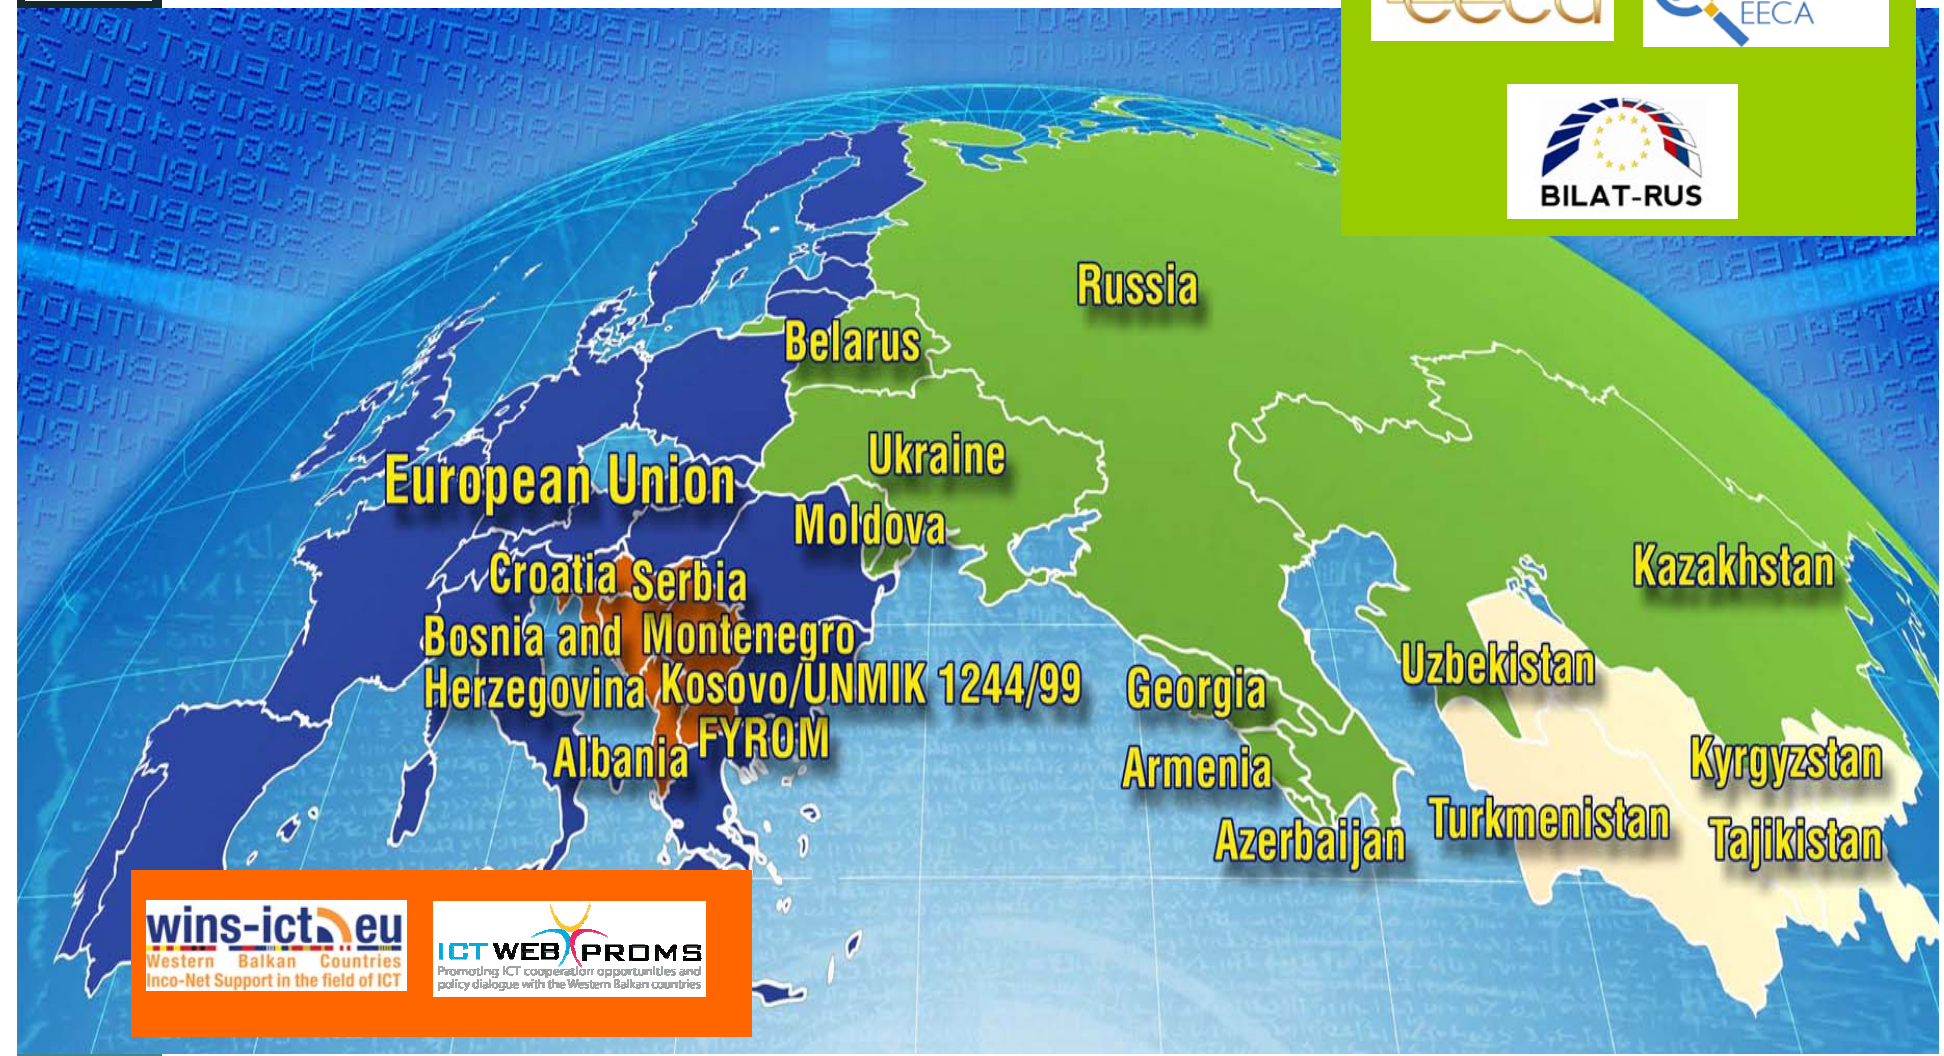 eeca
EECA
BILAT-RUS
Russia
Belarus
Ukraine
European Union
Moldova
Kazakhstan
Croatia Serbia
Bosnia and Montenegro
Uzbekistan
Herzegovina Kosovo/UNMIK 1244/99
Georgia
Albania FYROM
Armenia
Kyrgyzstan
Azerbaijan
Turkmenistan
Tajikistan
wins-ict eu
Western Balkan Countries
Inco-Net Support in the field of ICT
ICT WEB PROMS
Promoting ICT cooperation opportunities and
policy dialogue with the Western Balkan countries